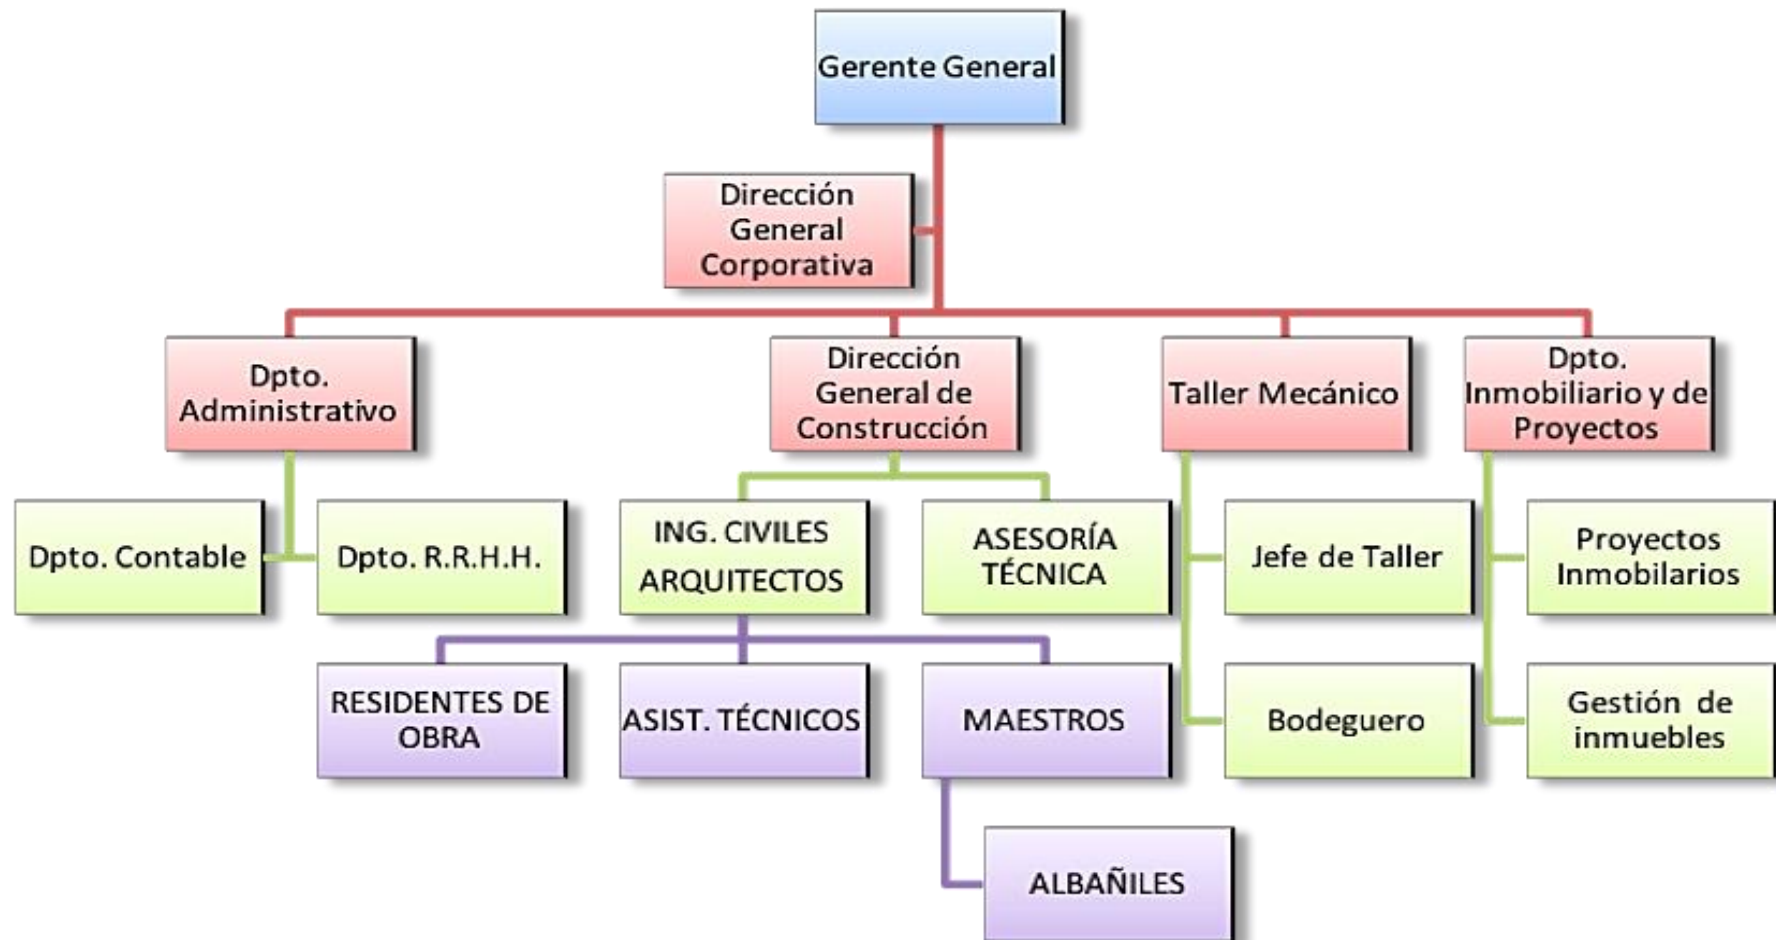 Gerente General
Dirección
General
Corporativa
Dpto.
Administrativo
Dirección
General de
Construcción
Taller Mecánico
Dpto.
Inmobiliario y de
Proyectos
Dpto. Contable
Dpto. R.R.H.H.
ING. CIVILES
ARQUITECTOS
ASESORÍA
TÉCNICA
Jefe de Taller
Proyectos
Inmobilarios
RESIDENTES DE
OBRA
ASIST. TÉCNICOS
MAESTROS
Bodeguero
Gestión de
inmuebles
ALBAÑILES